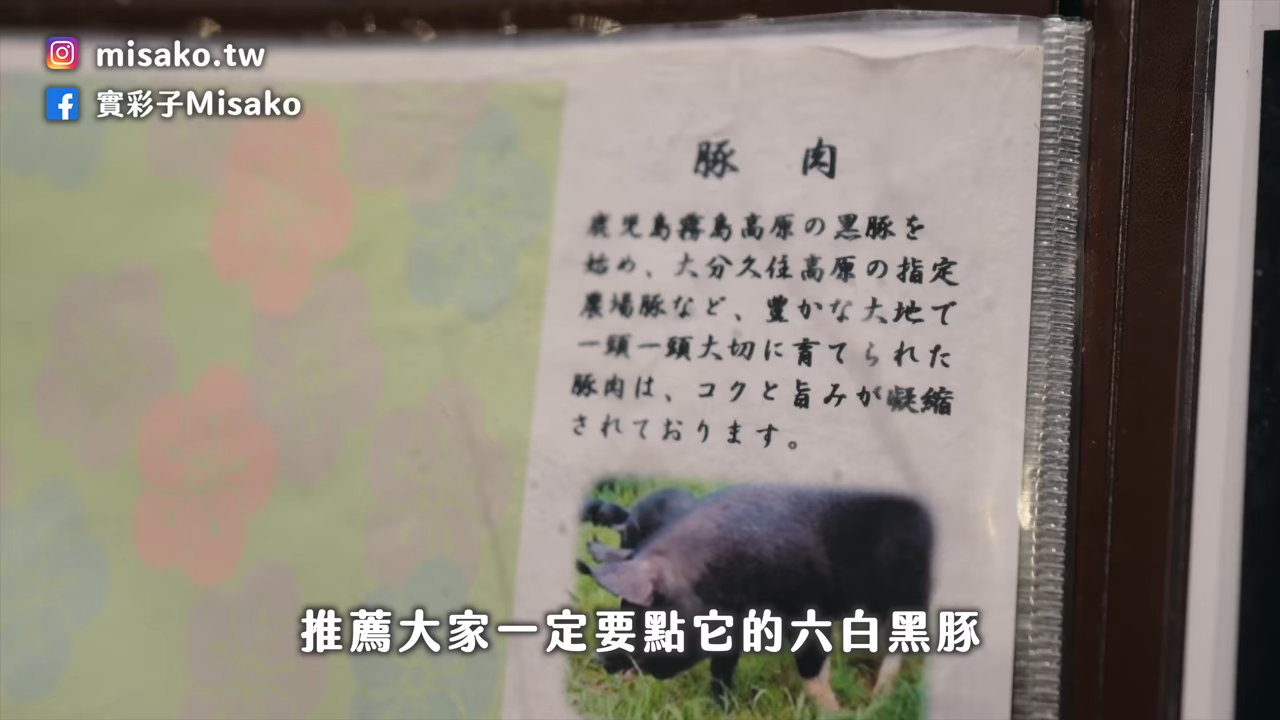 misako.tw
實彩子Misako
豚 肉
鹿児島霧島高原の黒豚を
始め、大分久住高原の指定
農場豚など、豊かな大地で
一頭一頭大切に育てられた
豚肉は、コクと旨みが凝縮
されております。
推薦大家一定要點它的六白黑豚